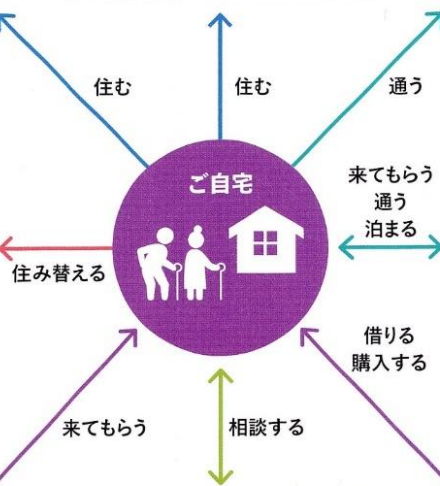 住む
住む
通う
ご自宅
来てもらう
通う
泊まる
住み替える
借りる
購入する
来てもらう
相談する